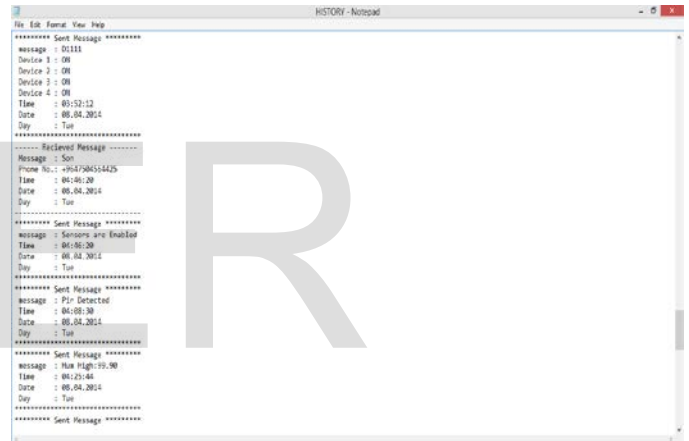 HISTORY - Notepad
File Edit Format View Help
********* Sent Message *********
message : D1111
Device 1 : ON
Device 2 : ON
Device 3 : ON
Device 4 : ON
Time : 03:52:12
Date : 08.04.2014
Day : Tue
*********************************
------ Recieved Message -------
Message : Son
Phone No.: +9647504564425
Time : 04:46:20
Date : 08.04.2014
Day : Tue
---------------------------------
********* Sent Message *********
message : Sensors are Enabled
Time : 04:46:20
Date : 08.04.2014
Day : Tue
*********************************
********* Sent Message *********
message : Pir Detected
Time : 04:08:30
Date : 08.04.2014
Day : Tue
*********************************
********* Sent Message *********
message : Hum High:99.90
Time : 04:25:44
Date : 08.04.2014
Day : Tue
*********************************
********* Sent Message *********
ER